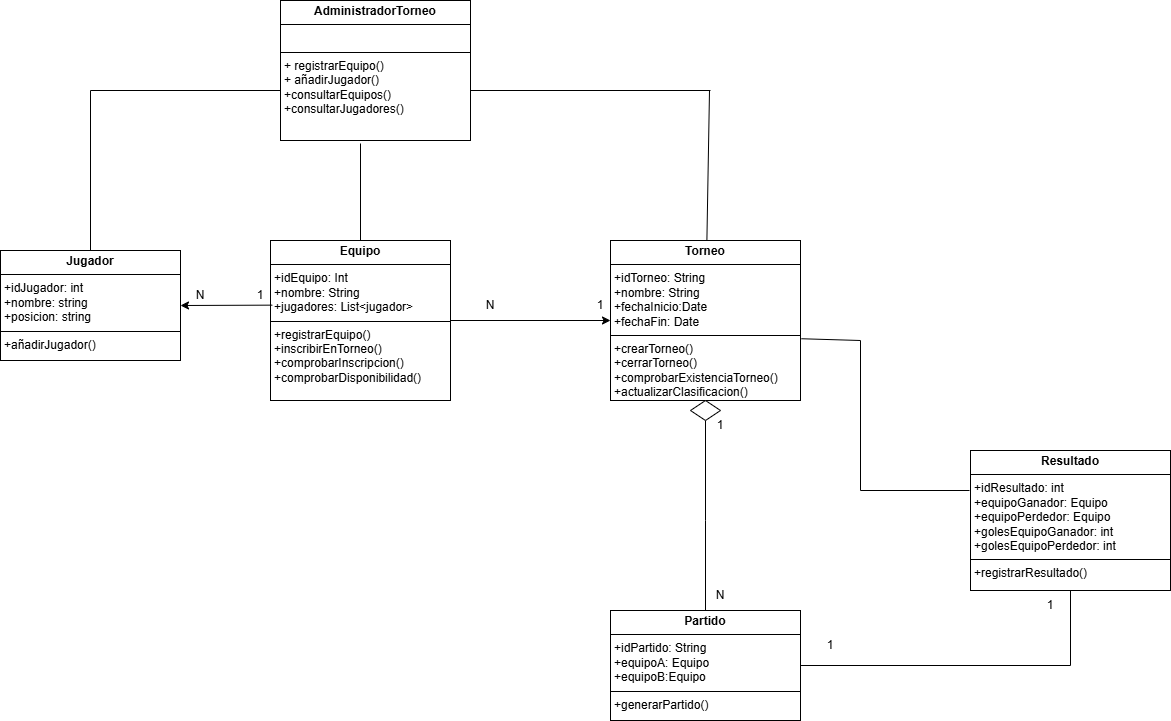 AdministradorTorneo
+ registrarEquipo()
+ añadirJugador()
+consultarEquipos()
+consultarJugadores()
Jugador
+idJugador: int
+nombre: string
+posicion: string
+añadirJugador()
N
1
Equipo
+idEquipo: Int
+nombre: String
+jugadores: List<jugador>
+registrarEquipo()
+inscribirEnTorneo()
+comprobarInscripcion()
+comprobarDisponibilidad()
N
1
Torneo
+idTorneo: String
+nombre: String
+fechaInicio:Date
+fechaFin: Date
+crearTorneo()
+cerrarTorneo()
+comprobarExistenciaTorneo()
+actualizarClasificacion()
1
N
Resultado
+idResultado: int
+equipoGanador: Equipo
+equipoPerdedor: Equipo
+golesEquipoGanador: int
+golesEquipoPerdedor: int
+registrarResultado()
1
1
Partido
+idPartido: String
+equipoA: Equipo
+equipoB:Equipo
+generarPartido()